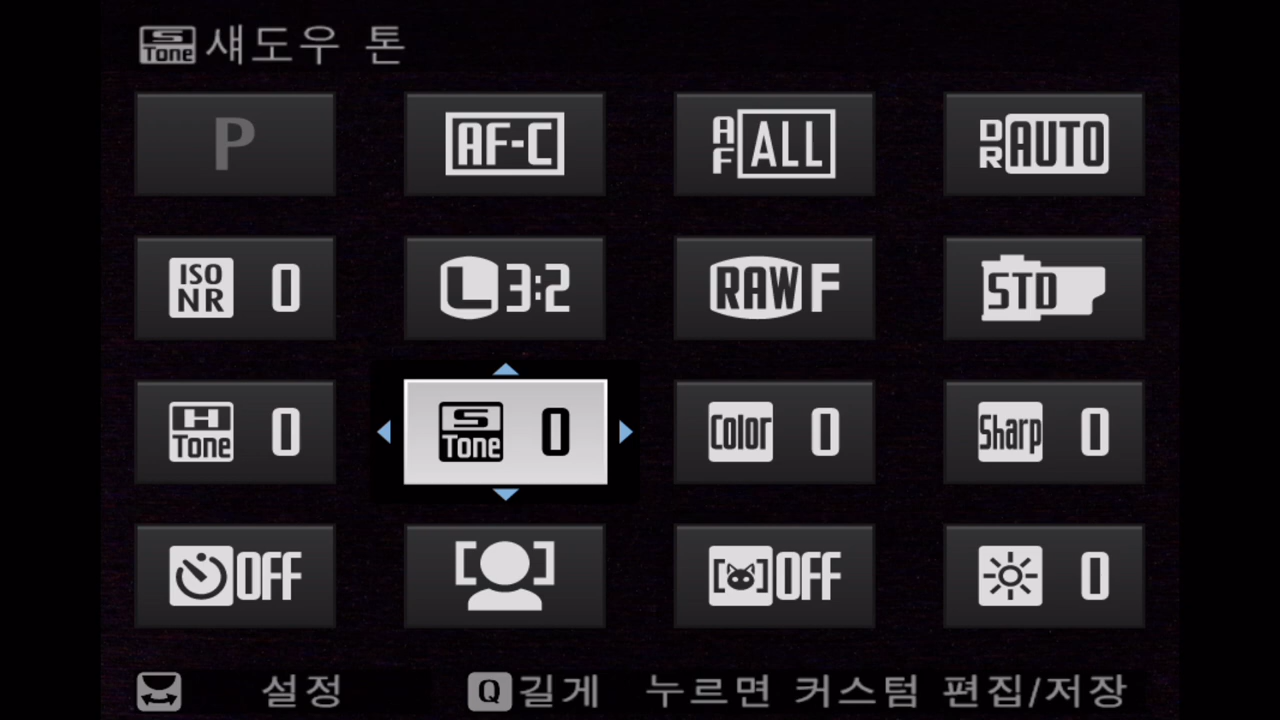 S Tone 섀도우 톤
P AF-C AF ALL DR AUTO
ISO NR 0 L 3:2 RAW F STD
H Tone 0 S Tone 0 Color 0 Sharp 0
OFF OFF 0
설정 Q 길게 누르면 커스텀 편집/저장